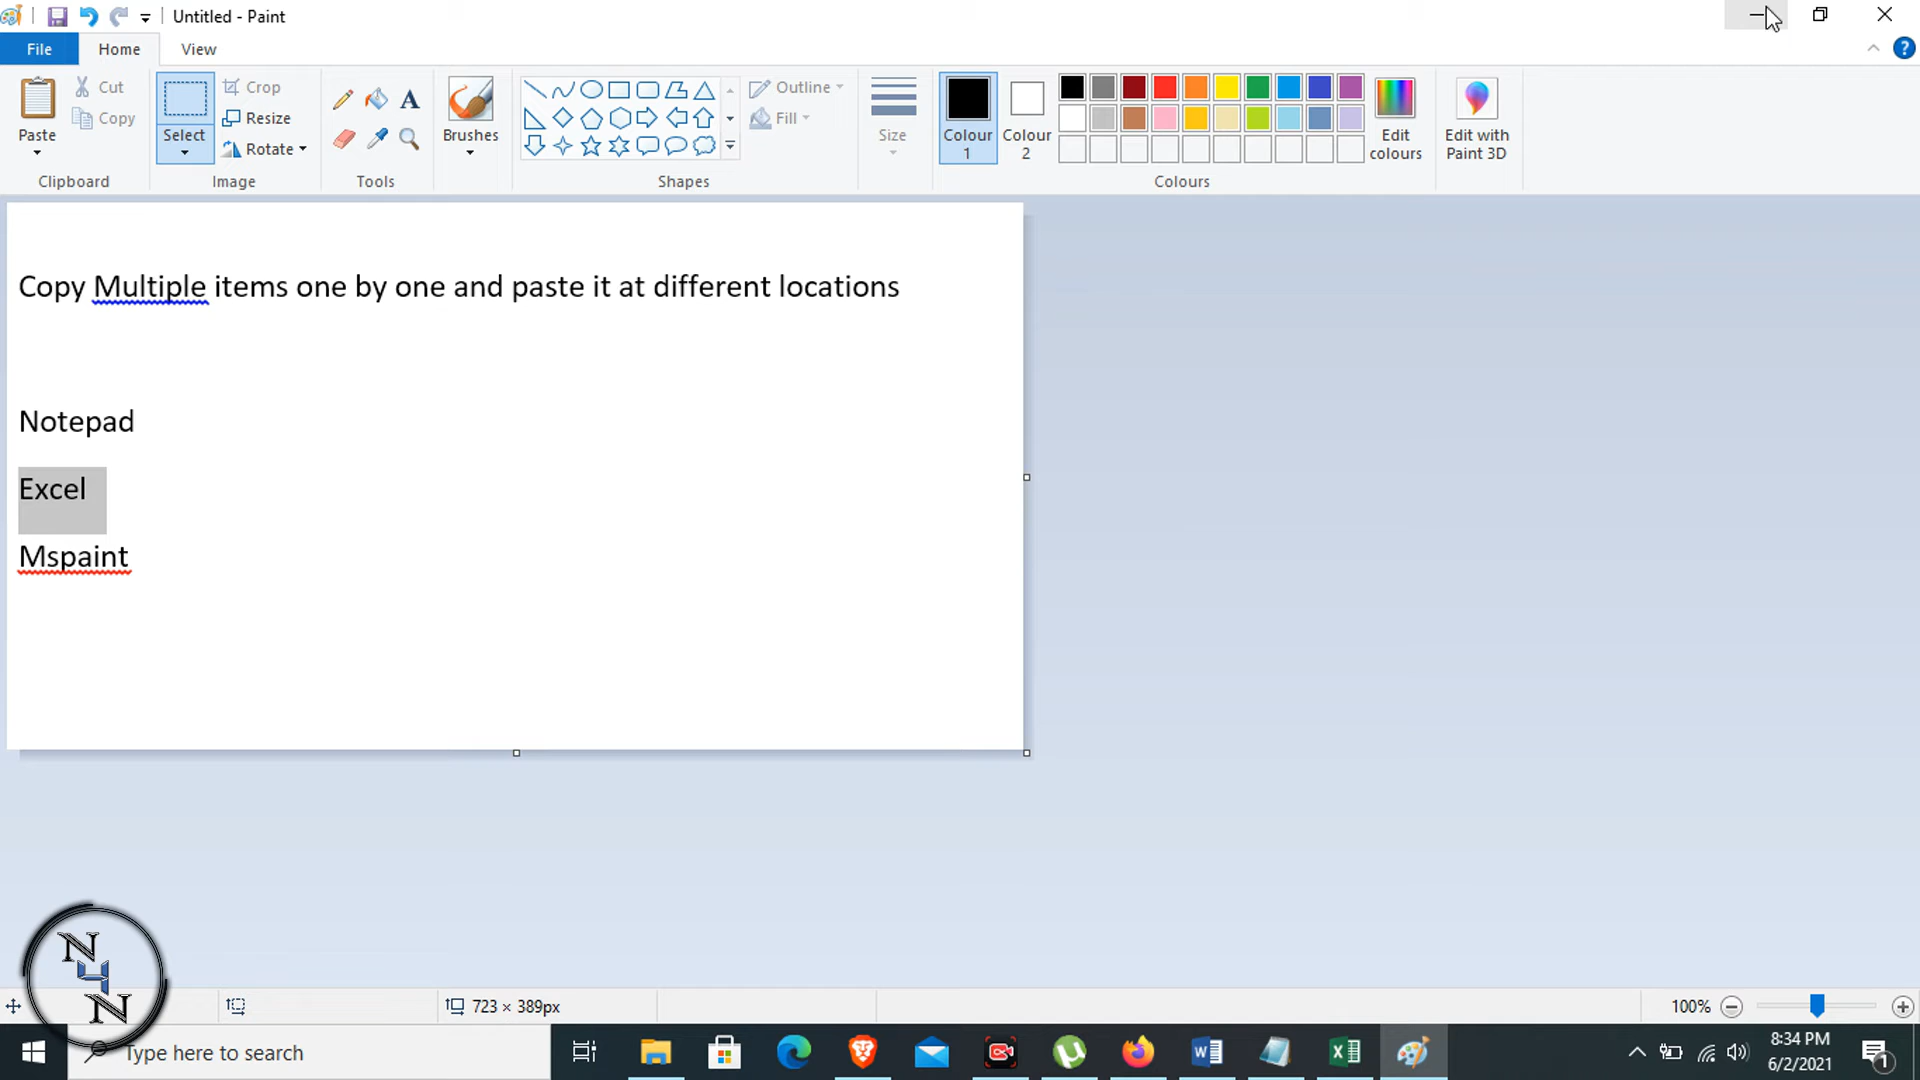 Untitled - Paint
File Home View
Paste
Cut
Copy
Clipboard
Select
Crop
Resize
Rotate
Image
Tools
Brushes
Shapes
Outline
Fill
Size
Colour 1
Colour 2
Edit colours
Colours
Edit with Paint 3D
Copy Multiple items one by one and paste it at different locations
Notepad
Excel
Mspaint
N4N
723 × 389px
100%
Type here to search
8:34 PM
6/2/2021
1